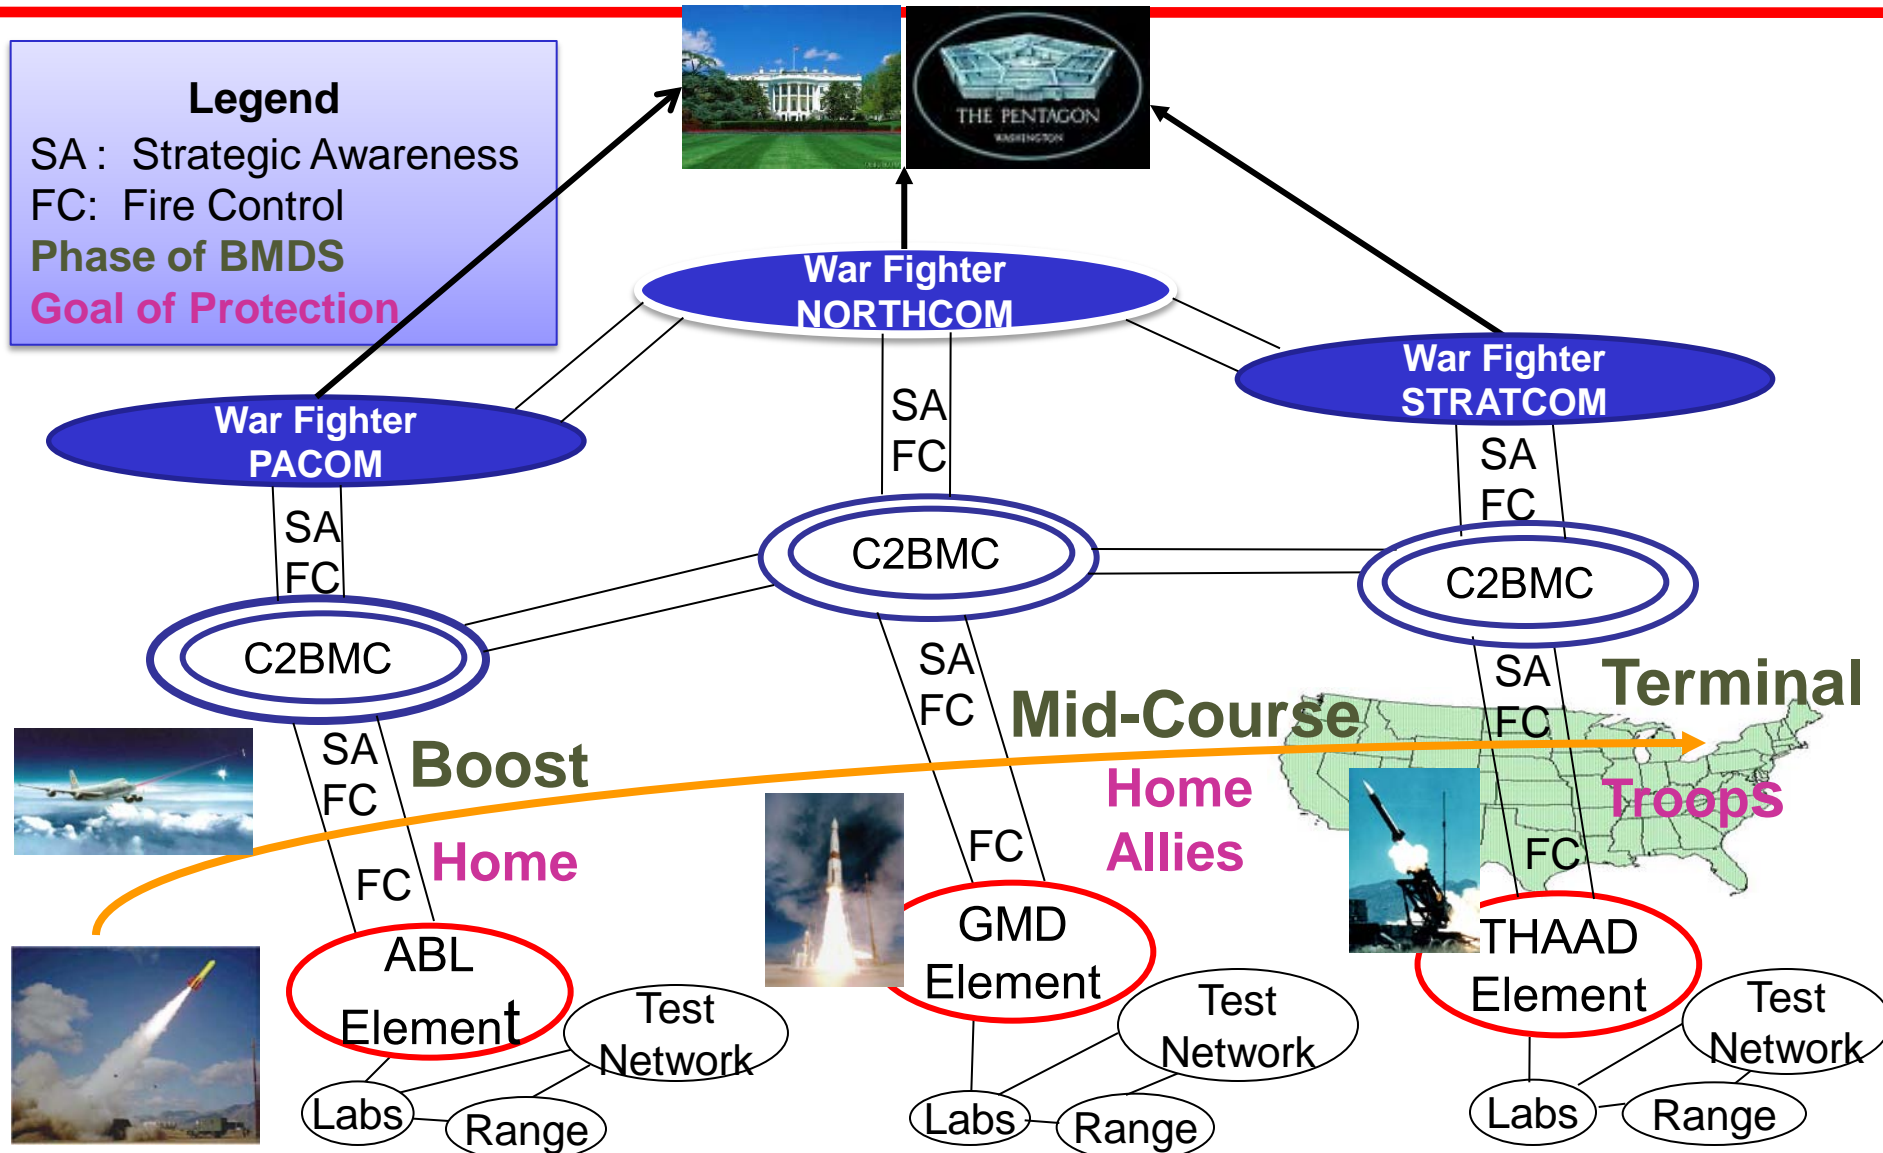 THE PENTAGON
WASHINGTON
Legend
SA : Strategic Awareness
FC: Fire Control
Phase of BMDS
Goal of Protection
War Fighter
NORTHCOM
War Fighter
STRATCOM
War Fighter
PACOM
SA
FC
SA
FC
SA
FC
C2BMC
C2BMC
C2BMC
SA
FC
SA
FC
SA
FC
Boost
Mid-Course
Terminal
Home
Home
Allies
Troops
FC
FC
FC
ABL
Element
GMD
Element
THAAD
Element
Test
Network
Test
Network
Test
Network
Labs
Range
Labs
Range
Labs
Range